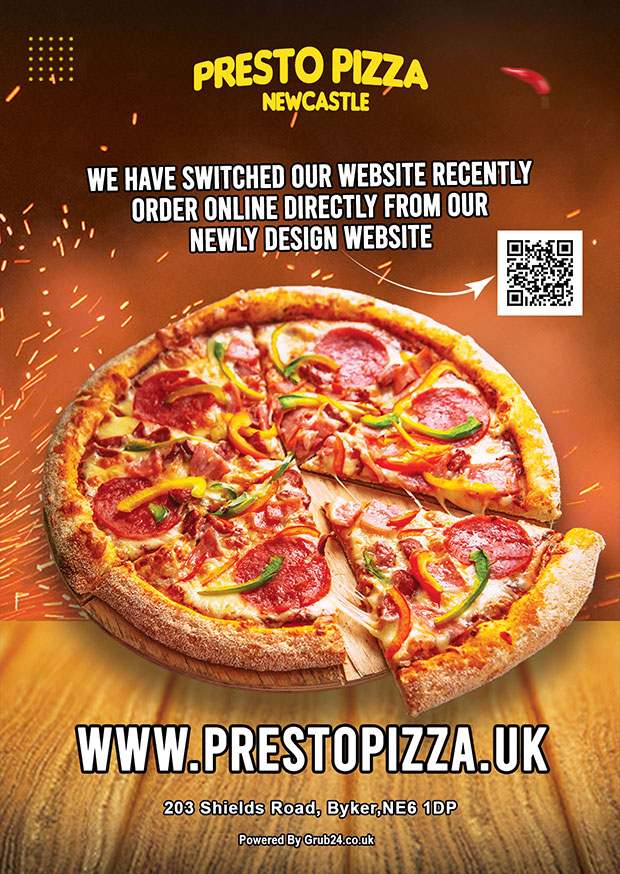 PRESTO PIZZA
NEWCASTLE
WE HAVE SWITCHED OUR WEBSITE RECENTLY
ORDER ONLINE DIRECTLY FROM OUR
NEWLY DESIGN WEBSITE
WWW.PRESTOPIZZA.UK
203 Shields Road, Byker,NE6 1DP
Powered By Grub24.co.uk